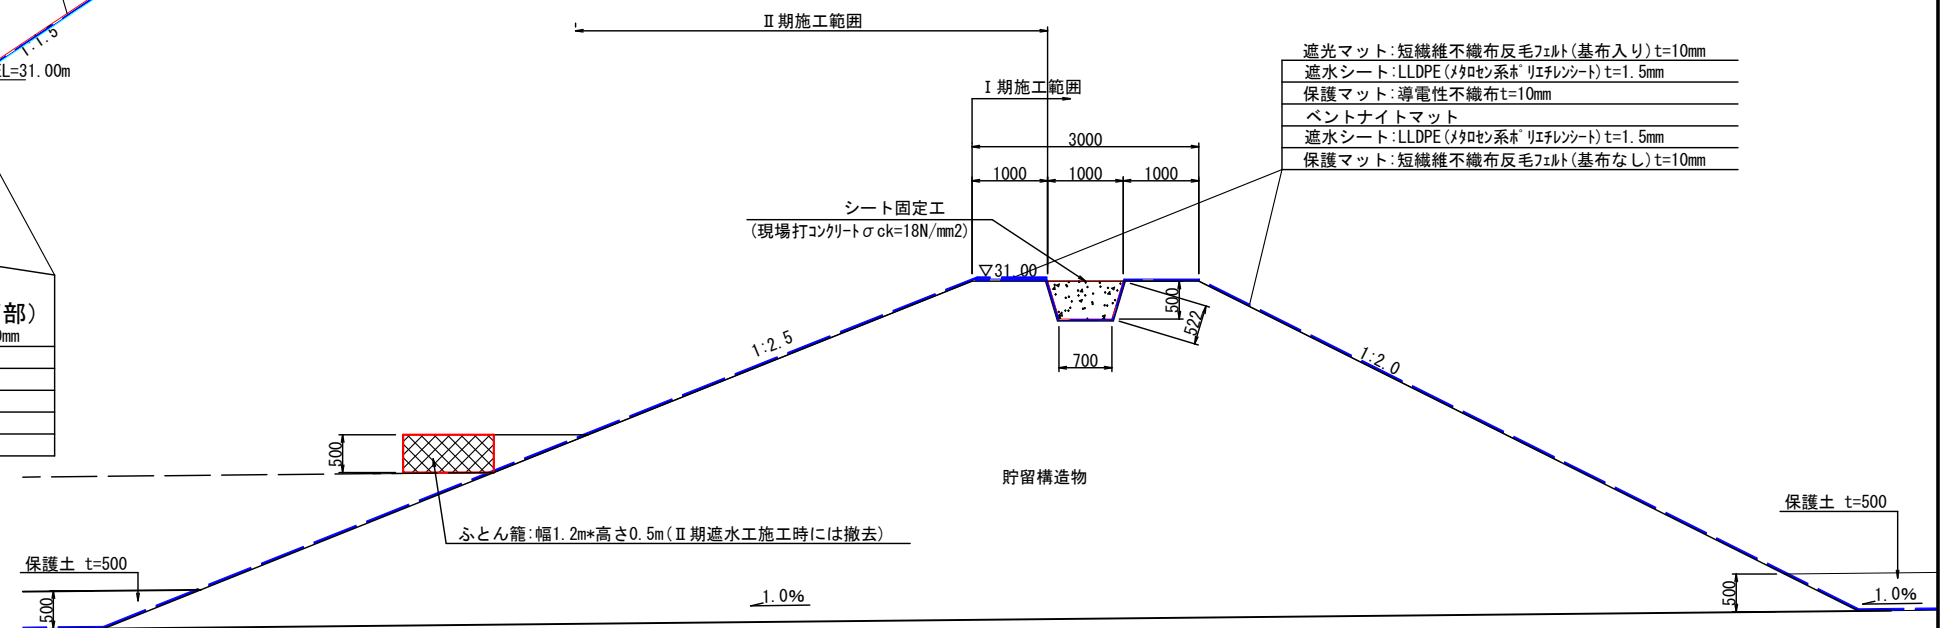 1:1.5
EL=31.00m
Ⅱ期施工範囲
Ⅰ期施工範囲
3000
1000
1000
1000
遮光マット:短繊維不織布反毛フェルト(基布入り)t=10mm
遮水シート:LLDPE(メタロセン系ポリエチレンシート)t=1.5mm
保護マット:導電性不織布t=10mm
ベントナイトマット
遮水シート:LLDPE(メタロセン系ポリエチレンシート)t=1.5mm
保護マット:短繊維不織布反毛フェルト(基布なし)t=10mm
シート固定工
(現場打コンクリートσck=18N/mm2)
▽31.00
500
522
700
部)
mm
1:2.5
1:2.0
500
貯留構造物
ふとん籠:幅1.2m*高さ0.5m(Ⅱ期遮水工施工時には撤去)
保護土 t=500
500
1.0%
保護土 t=500
500
1.0%